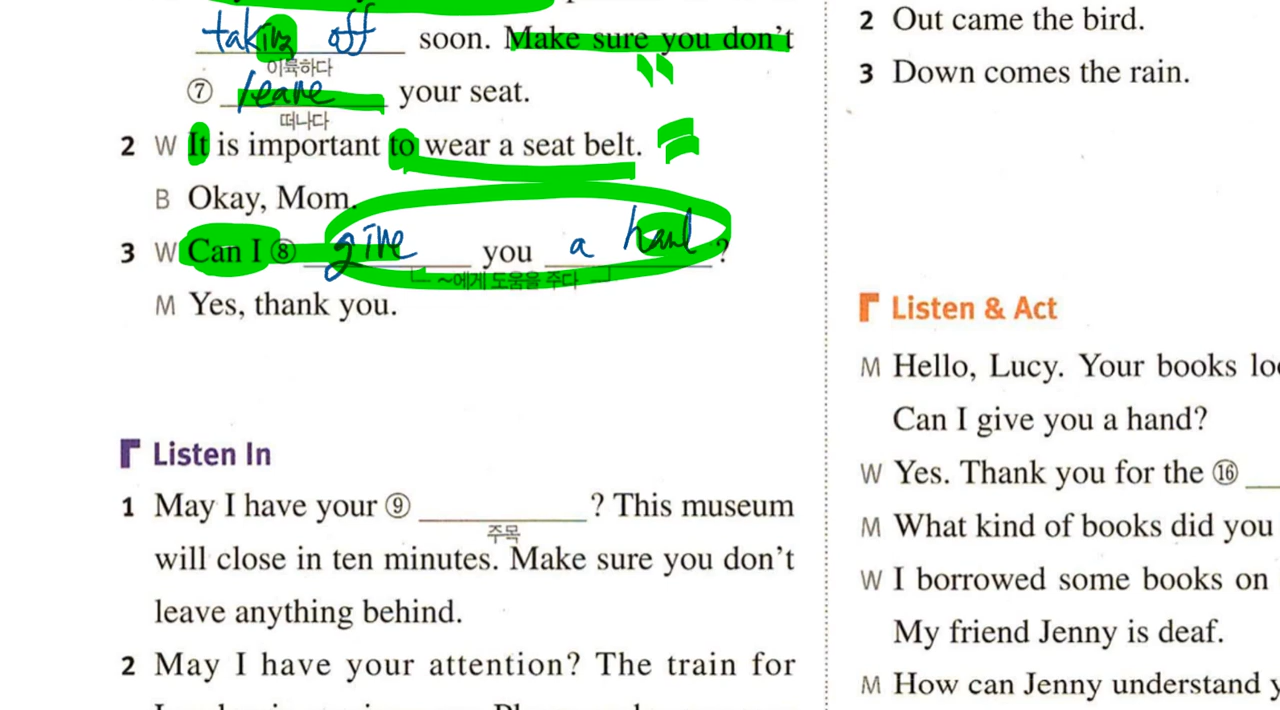 taking off soon. Make sure you don't
이륙하다
⑦ leave your seat.
떠나다
2 W It is important to wear a seat belt.
B Okay, Mom.
3 W Can I ⑧ give you a hand?
~에게 도움을 주다
M Yes, thank you.
Listen In
1 May I have your ⑨ ? This museum
주목
will close in ten minutes. Make sure you don't
leave anything behind.
2 May I have your attention? The train for
2 Out came the bird.
3 Down comes the rain.
Listen & Act
M Hello, Lucy. Your books
Can I give you a hand?
W Yes. Thank you for the ⑯
M What kind of books did you
W I borrowed some books on
My friend Jenny is deaf.
M How can Jenny understand